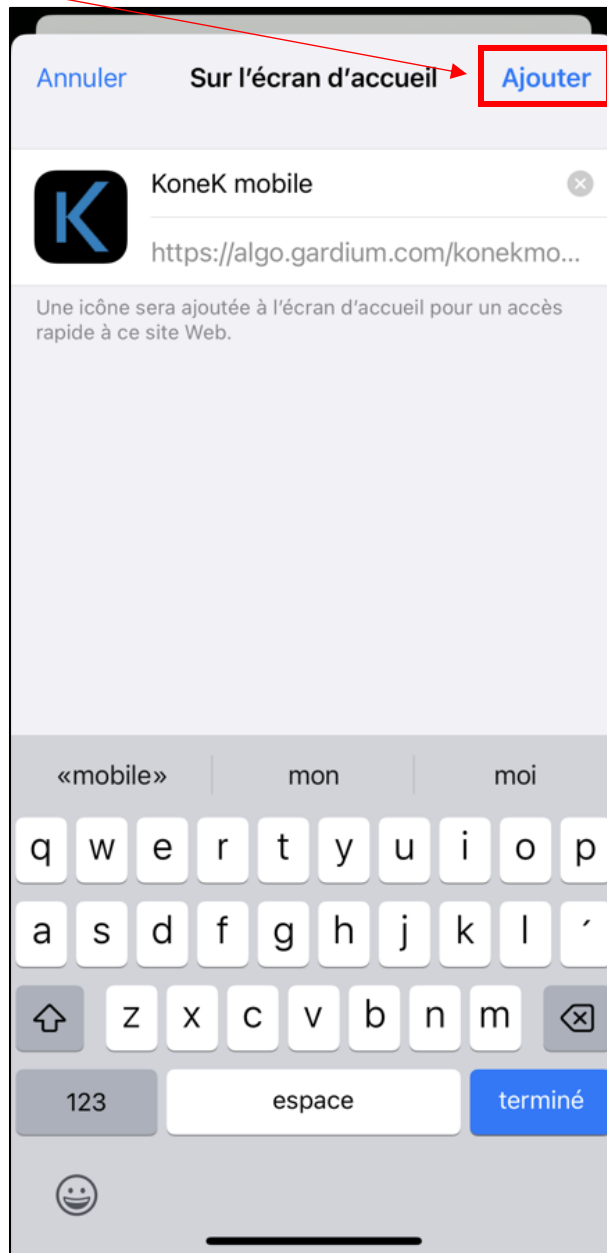 Annuler Sur l'écran d'accueil Ajouter
K
KoneK mobile
https://algo.gardium.com/konekmo...
Une icône sera ajoutée à l'écran d'accueil pour un accès
rapide à ce site Web.
«mobile» mon moi
q w e r t y u i o p
a s d f g h j k l ´
z x c v b n m
123 espace terminé